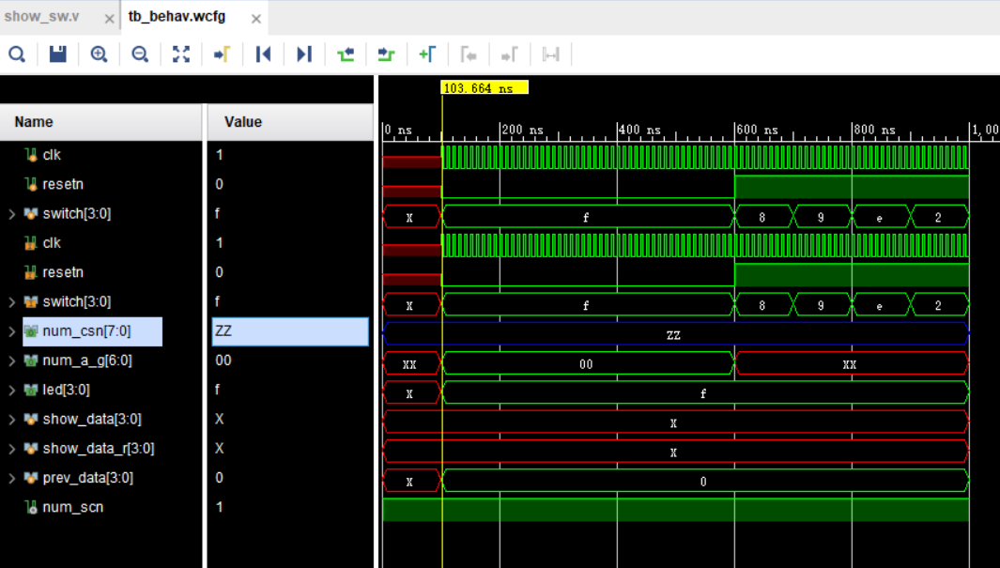 show_sw.v × tb_behav.wcfg ×
103.664 ns
Name Value 0 ns 200 ns 400 ns 600 ns 800 ns 1,00
clk 1
resetn 0
switch[3:0] f X f 8 9 e 2
clk 1
resetn 0
switch[3:0] f X f 8 9 e 2
num_csn[7:0] ZZ ZZ
num_a_g[6:0] 00 XX 00 XX
led[3:0] f X f
show_data[3:0] X X
show_data_r[3:0] X X
prev_data[3:0] 0 X 0
num_scn 1